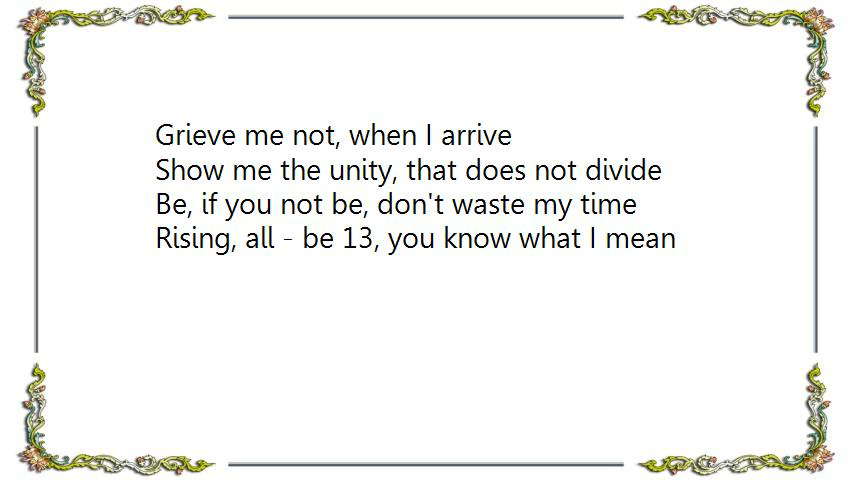 Grieve me not, when I arrive
Show me the unity, that does not divide
Be, if you not be, don't waste my time
Rising, all - be 13, you know what I mean